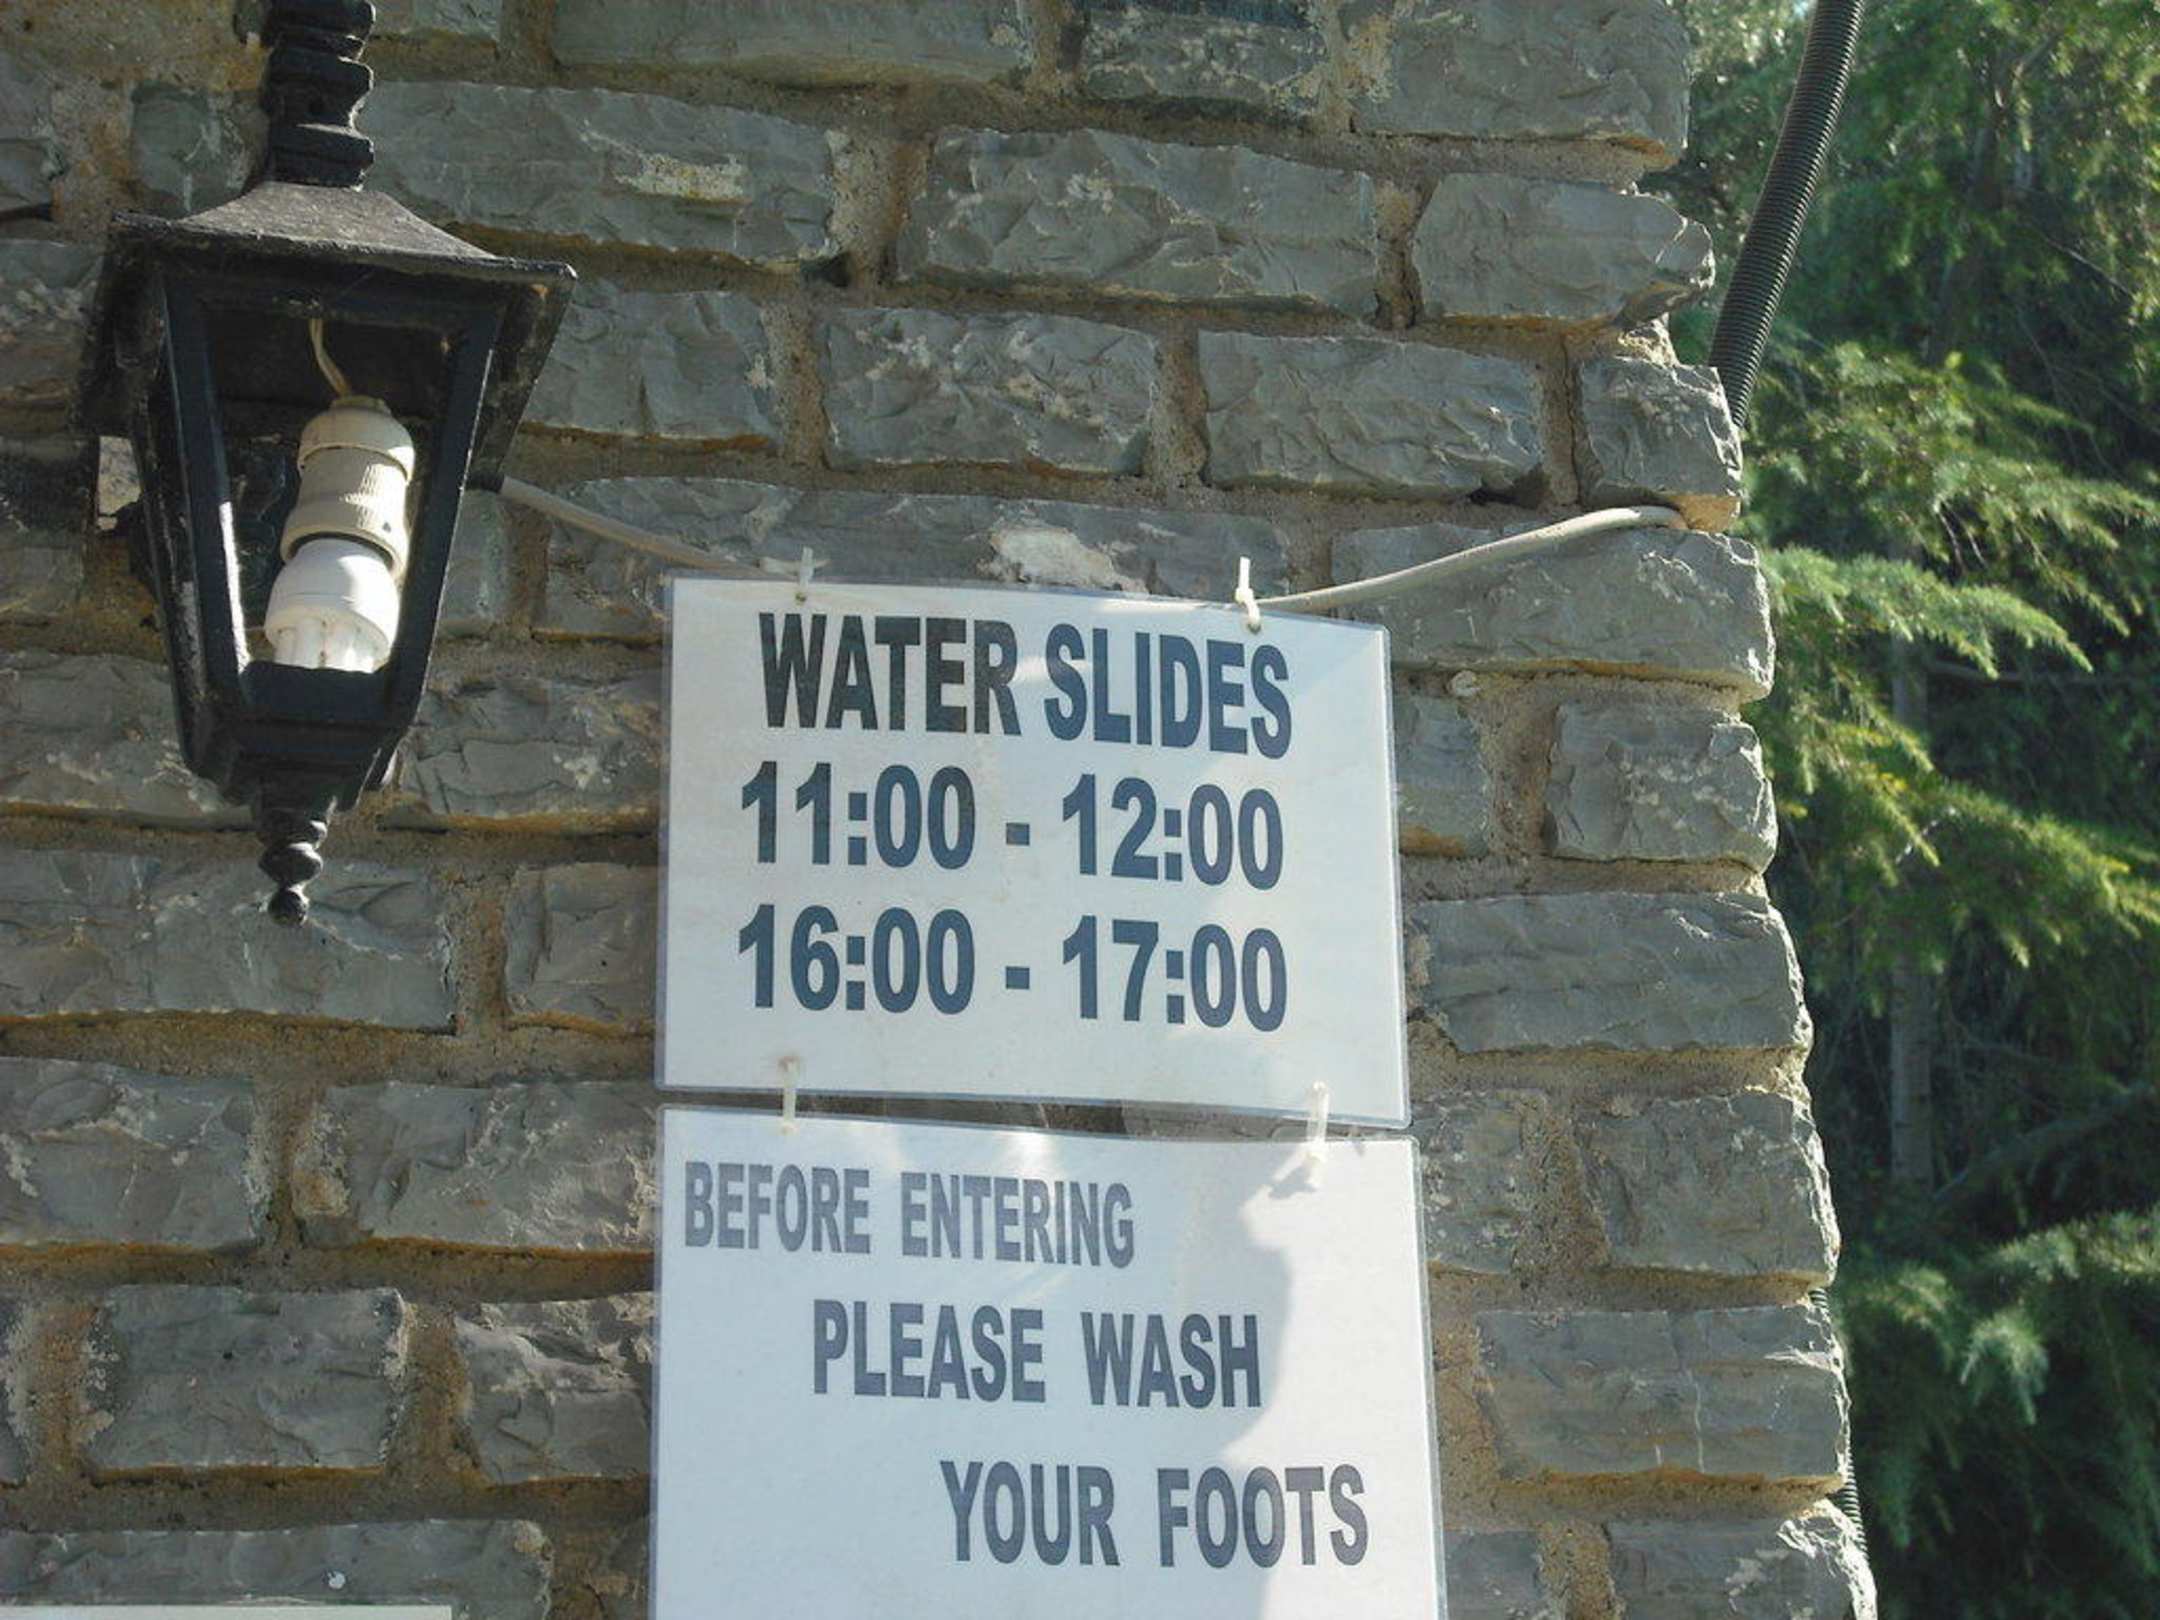 WATER SLIDES
11:00 - 12:00
16:00 - 17:00
BEFORE ENTERING
PLEASE WASH
YOUR FOOTS